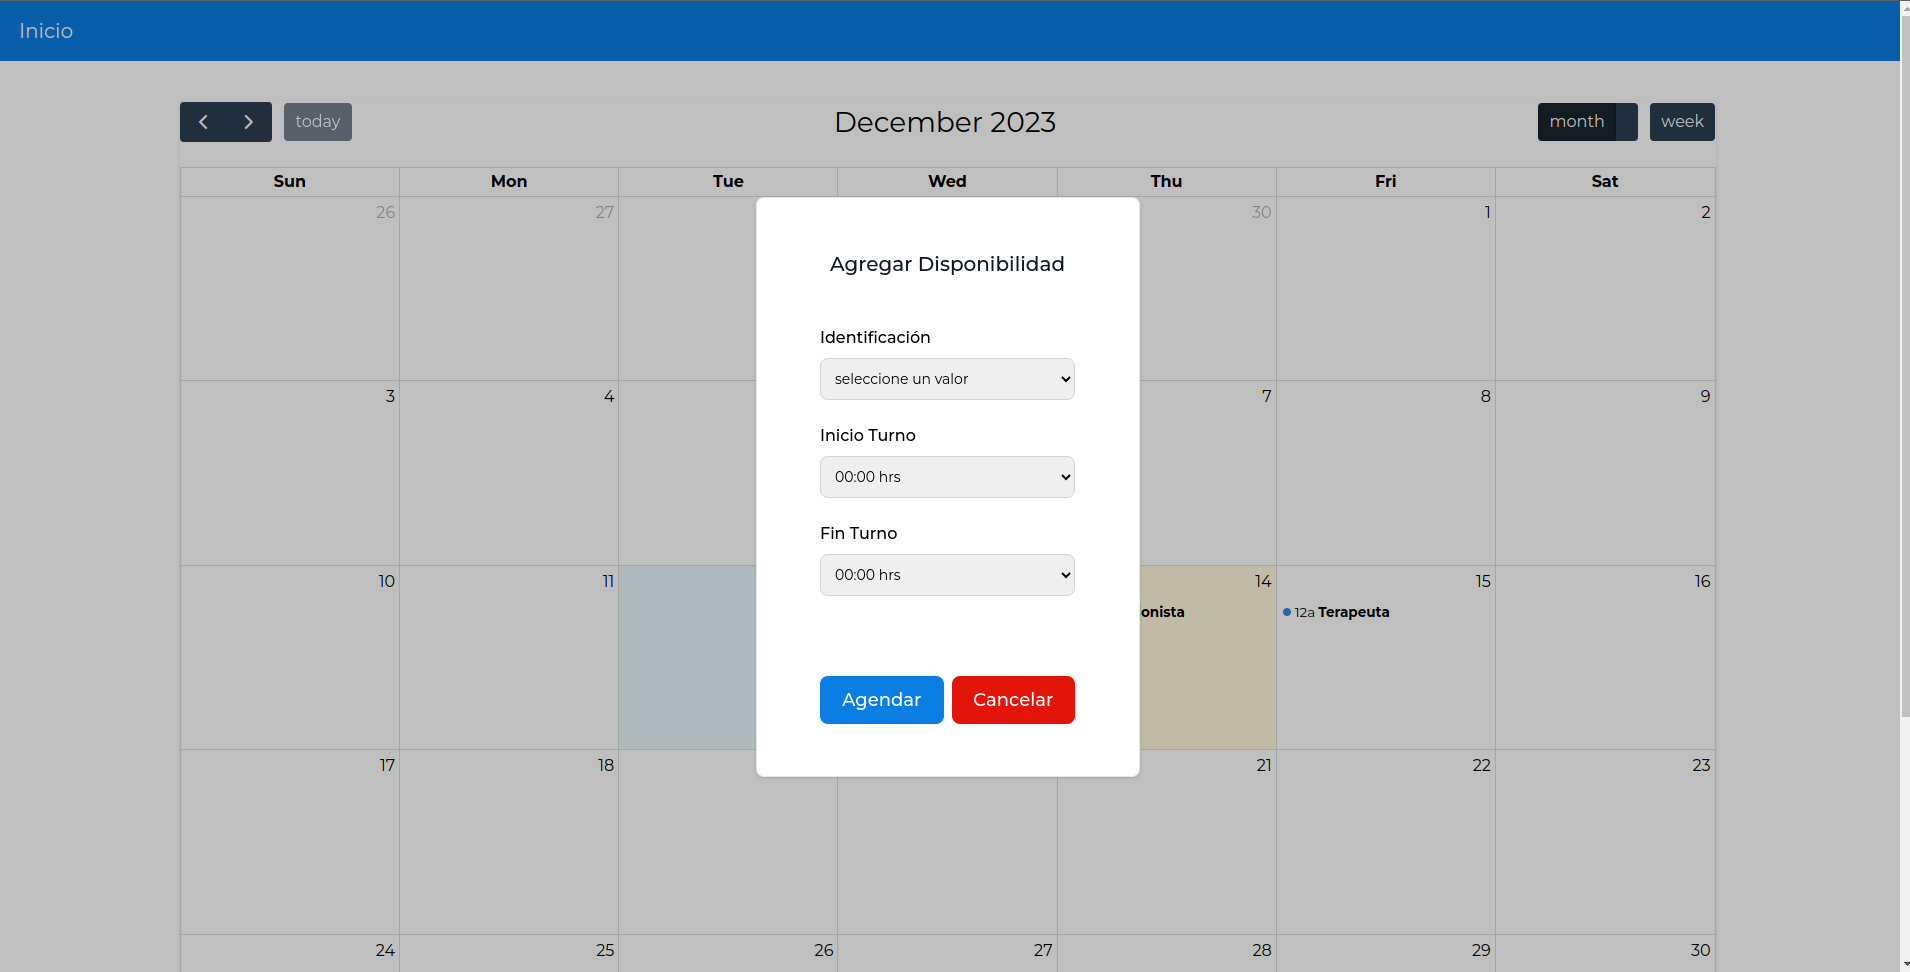 Inicio
today
December 2023
month
week
Sun Mon Tue Wed Thu Fri Sat
26 27 30 1 2
Agregar Disponibilidad
Identificación
seleccione un valor
3 4 7 8 9
Inicio Turno
00:00 hrs
Fin Turno
00:00 hrs
10 11 14 15 16
onista
12a Terapeuta
Agendar
Cancelar
17 18 21 22 23
24 25 26 27 28 29 30